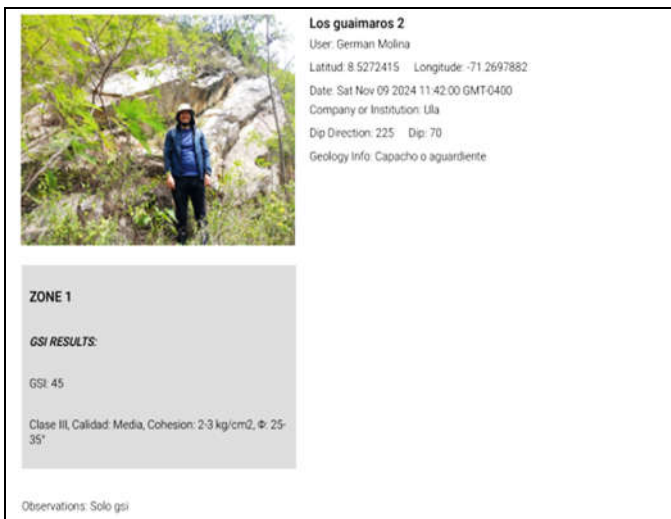 Los guaimaros 2
User: German Molina
Latitud: 8.5272415 Longitude: -71.2697882
Date: Sat Nov 09 2024 11:42:00 GMT-0400
Company or Institution: Ula
Dip Direction: 225 Dip: 70
Geology Info: Capacho o aguardiente
ZONE 1
GSI RESULTS:
GSI: 45
Clase III, Calidad: Media, Cohesion: 2-3 kg/cm2, Φ: 25-
35°
Observations: Solo gsi